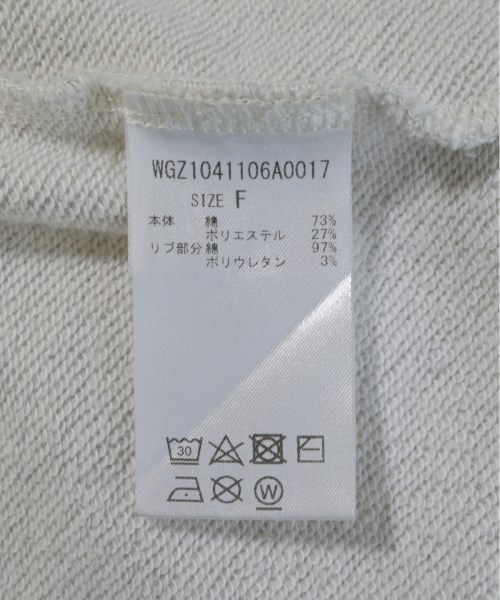 WGZ1041106A0017
SIZE F
本体 綿 73%
ポリエステル 27%
リブ部分綿 97%
ポリウレタン 3%
30
W